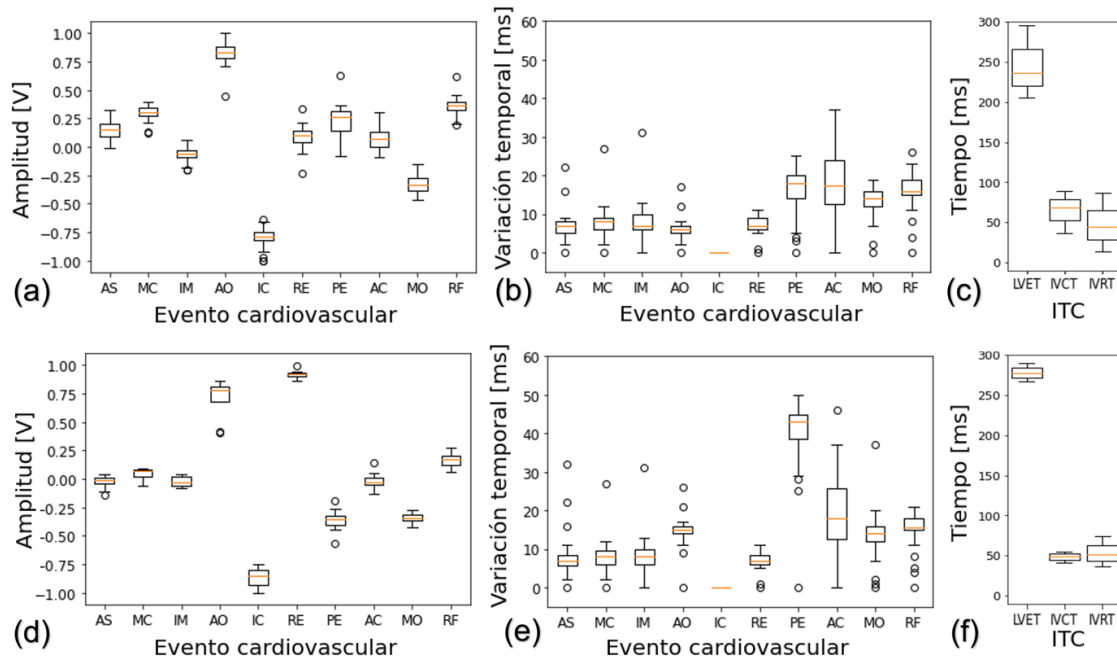 Amplitud [V]
1.00
0.75
0.50
0.25
0.00
−0.25
−0.50
−0.75
−1.00
AS MC IM AO IC RE PE AC MO RF
Evento cardiovascular
(a)
Variación temporal [ms]
60
50
40
30
20
10
0
AS MC IM AO IC RE PE AC MO RF
Evento cardiovascular
(b)
Tiempo [ms]
300
250
200
150
100
50
0
LVET IVCT IVRT
ITC
(c)
Amplitud [V]
1.00
0.75
0.50
0.25
0.00
−0.25
−0.50
−0.75
−1.00
AS MC IM AO IC RE PE AC MO RF
Evento cardiovascular
(d)
Variación temporal [ms]
60
50
40
30
20
10
0
AS MC IM AO IC RE PE AC MO RF
Evento cardiovascular
(e)
Tiempo [ms]
300
250
200
150
100
50
0
LVET IVCT IVRT
ITC
(f)